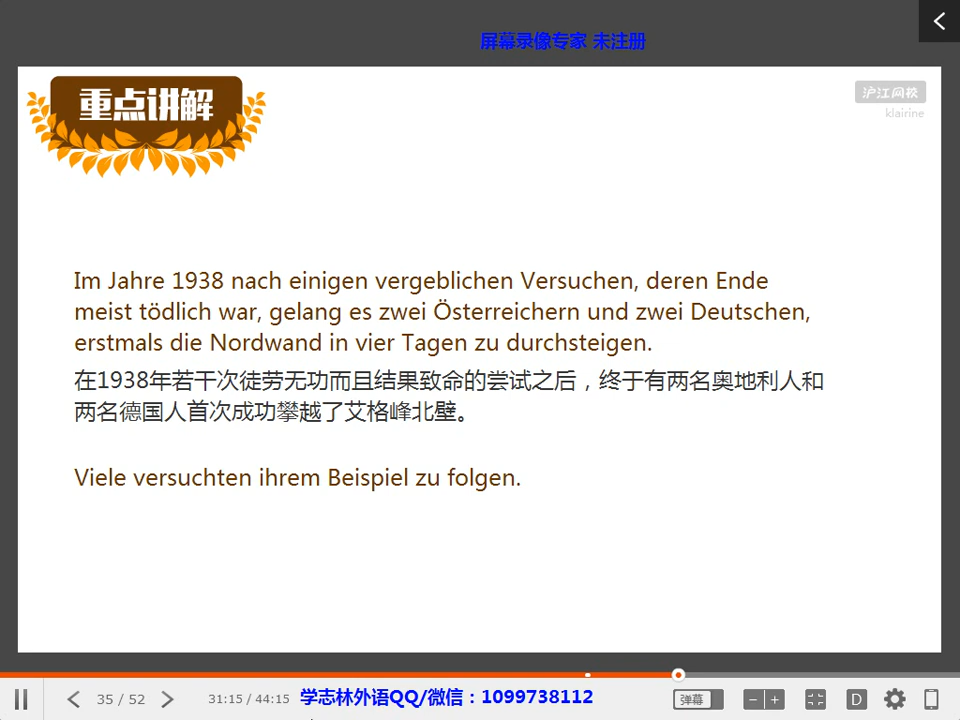 屏幕录像专家 未注册
重点讲解
沪江网校
klairine
Im Jahre 1938 nach einigen vergeblichen Versuchen, deren Ende
meist tödlich war, gelang es zwei Österreichern und zwei Deutschen,
erstmals die Nordwand in vier Tagen zu durchsteigen.
在1938年若干次徒劳无功而且结果致命的尝试之后，终于有两名奥地利人和
两名德国人首次成功攀越了艾格峰北壁。
Viele versuchten ihrem Beispiel zu folgen.
35 / 52
31:15 / 44:15
学志林外语QQ/微信：1099738112
弹幕
D